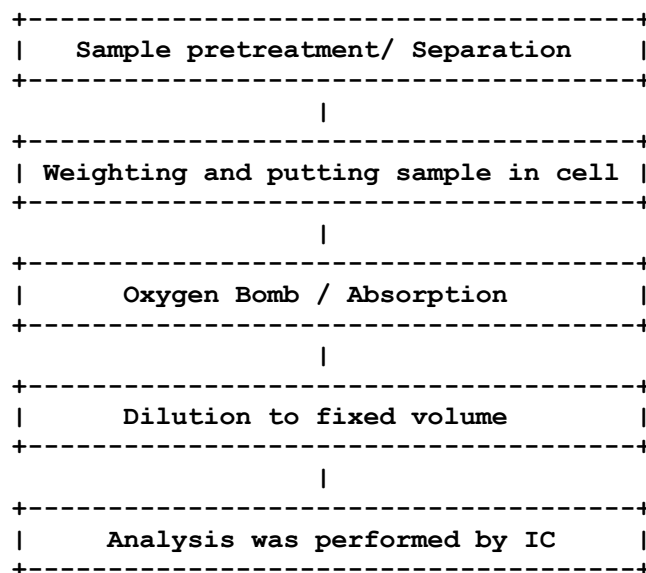 Sample pretreatment/ Separation
Weighting and putting sample in cell
Oxygen Bomb / Absorption
Dilution to fixed volume
Analysis was performed by IC